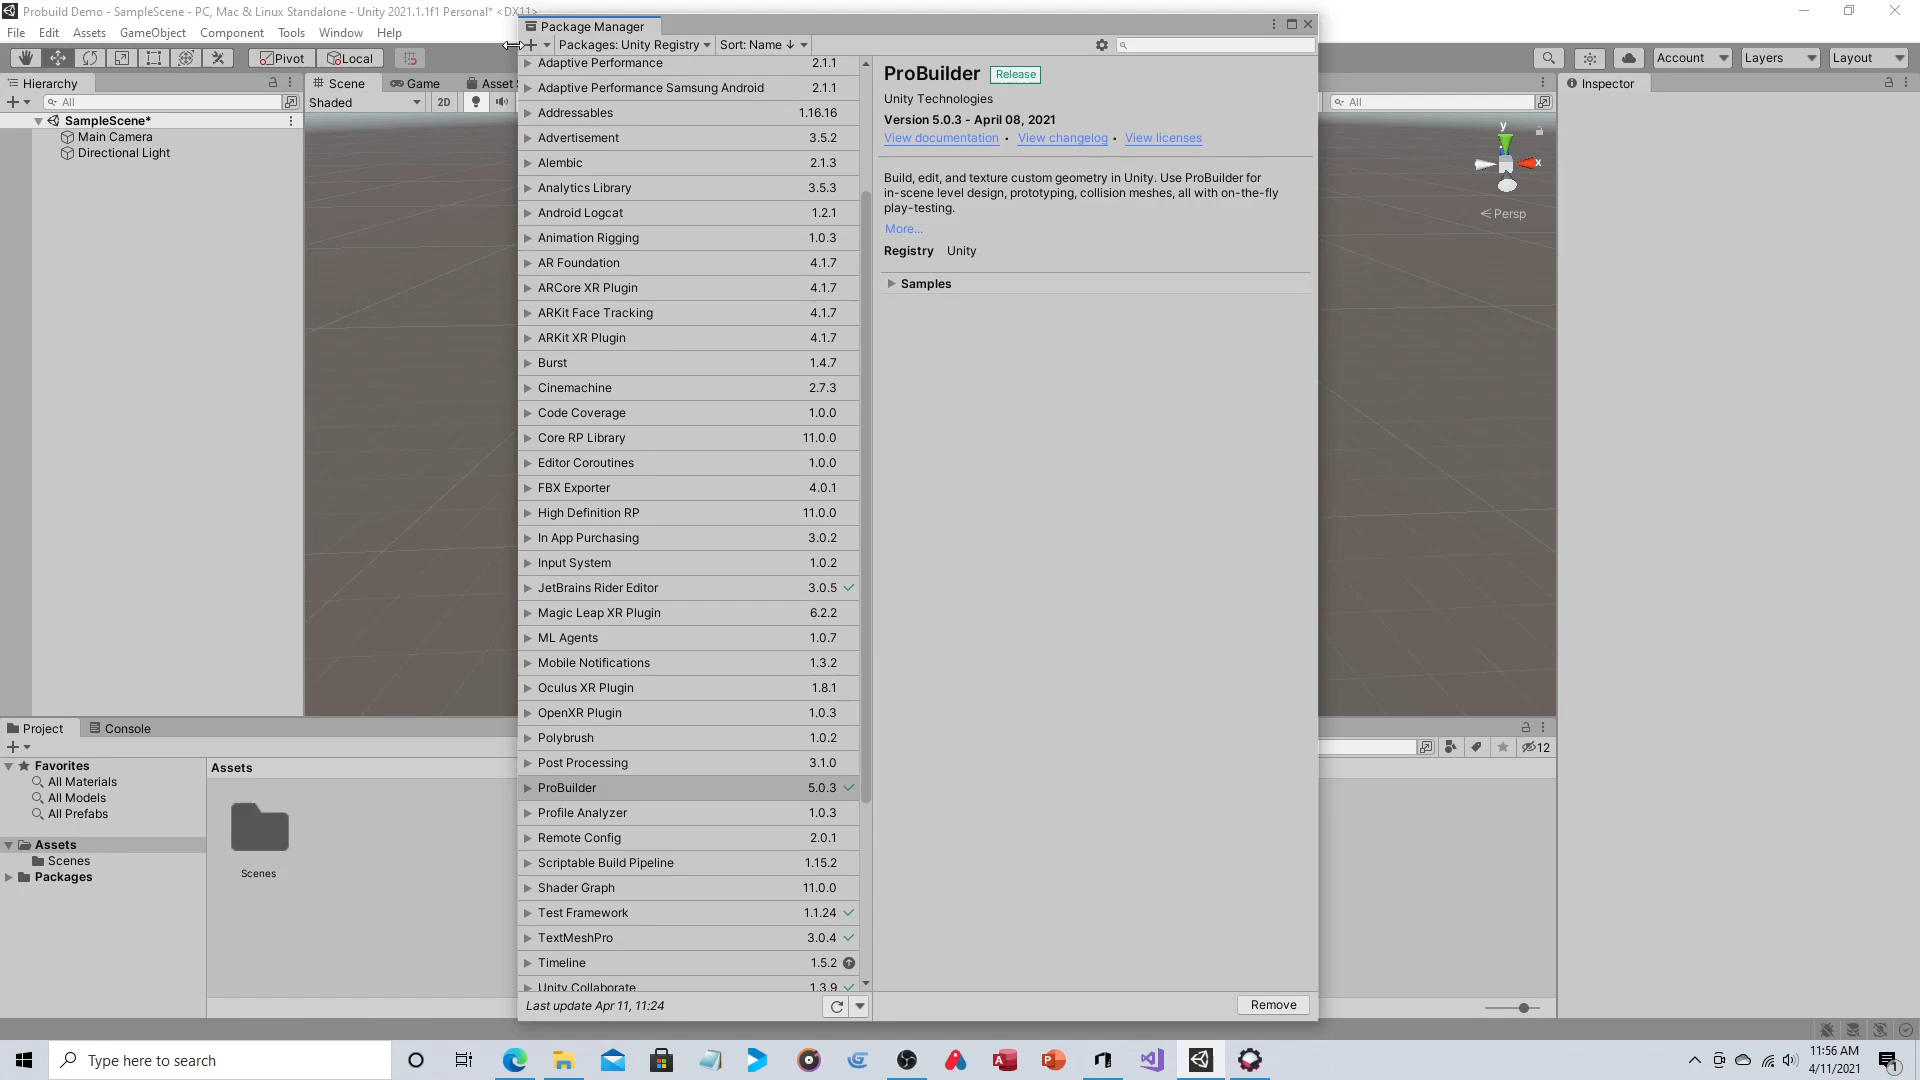 Probuild Demo - SampleScene - PC, Mac & Linux Standalone - Unity 2021.1.1f1 Personal* <DX11>
File Edit Assets GameObject Component Tools Window Help
Pivot Local
Account Layers Layout
Hierarchy
All
SampleScene*
Main Camera
Directional Light
Scene Game Asset S
Shaded 2D
Package Manager
Packages: Unity Registry Sort: Name ↓
Adaptive Performance 2.1.1
Adaptive Performance Samsung Android 2.1.1
Addressables 1.16.16
Advertisement 3.5.2
Alembic 2.1.3
Analytics Library 3.5.3
Android Logcat 1.2.1
Animation Rigging 1.0.3
AR Foundation 4.1.7
ARCore XR Plugin 4.1.7
ARKit Face Tracking 4.1.7
ARKit XR Plugin 4.1.7
Burst 1.4.7
Cinemachine 2.7.3
Code Coverage 1.0.0
Core RP Library 11.0.0
Editor Coroutines 1.0.0
FBX Exporter 4.0.1
High Definition RP 11.0.0
In App Purchasing 3.0.2
Input System 1.0.2
JetBrains Rider Editor 3.0.5
Magic Leap XR Plugin 6.2.2
ML Agents 1.0.7
Mobile Notifications 1.3.2
Oculus XR Plugin 1.8.1
OpenXR Plugin 1.0.3
Polybrush 1.0.2
Post Processing 3.1.0
ProBuilder 5.0.3
Profile Analyzer 1.0.3
Remote Config 2.0.1
Scriptable Build Pipeline 1.15.2
Shader Graph 11.0.0
Test Framework 1.1.24
TextMeshPro 3.0.4
Timeline 1.5.2
Unity Collaborate 1.3.9
Last update Apr 11, 11:24
ProBuilder Release
Unity Technologies
Version 5.0.3 - April 08, 2021
View documentation • View changelog • View licenses
Build, edit, and texture custom geometry in Unity. Use ProBuilder for
in-scene level design, prototyping, collision meshes, all with on-the-fly
play-testing.
More...
Registry Unity
Samples
Remove
All
y
x
Persp
Inspector
Project Console
12
Favorites
All Materials
All Models
All Prefabs
Assets
Scenes
Packages
Assets
Scenes
Type here to search
11:56 AM
4/11/2021
1